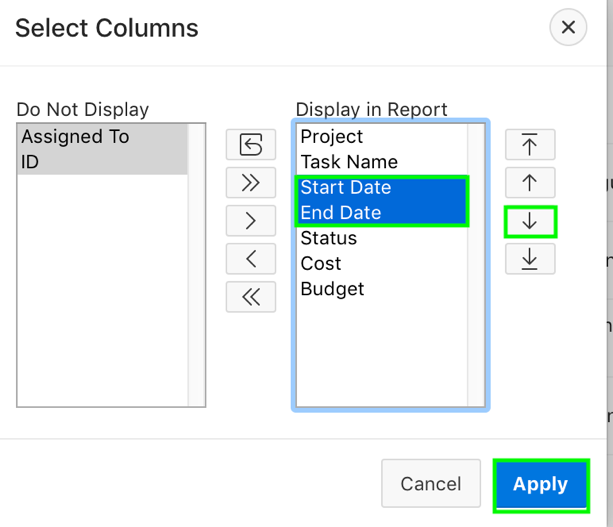 Select Columns
Do Not Display
Assigned To
ID
Display in Report
Project
Task Name
Start Date
End Date
Status
Cost
Budget
Cancel
Apply